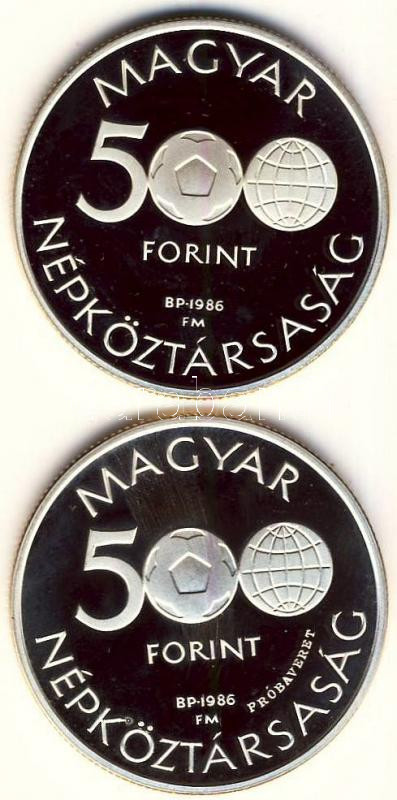 MAGYAR
500
FORINT
BP·1986
FM
NÉPKÖZTÁRSASÁG
MAGYAR
500
FORINT
BP·1986
FM
PRÓBAVERET
NÉPKÖZTÁRSASÁG